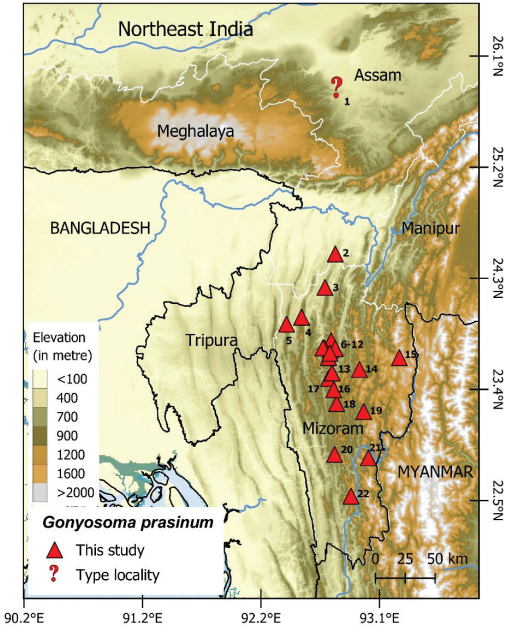 Northeast India
26.1°N
Assam
?
1
Meghalaya
25.2°N
BANGLADESH
Manipur
2
24.3°N
3
4
5
Elevation
(in metre)
Tripura
6-12
15
<100
13
14
400
17
16
23.4°N
700
18
19
900
Mizoram
1200
20
21
1600
MYANMAR
>2000
22
22.5°N
Gonyosoma prasinum
This study
? Type locality
0 25 50 km
90.2°E 91.2°E 92.2°E 93.1°E